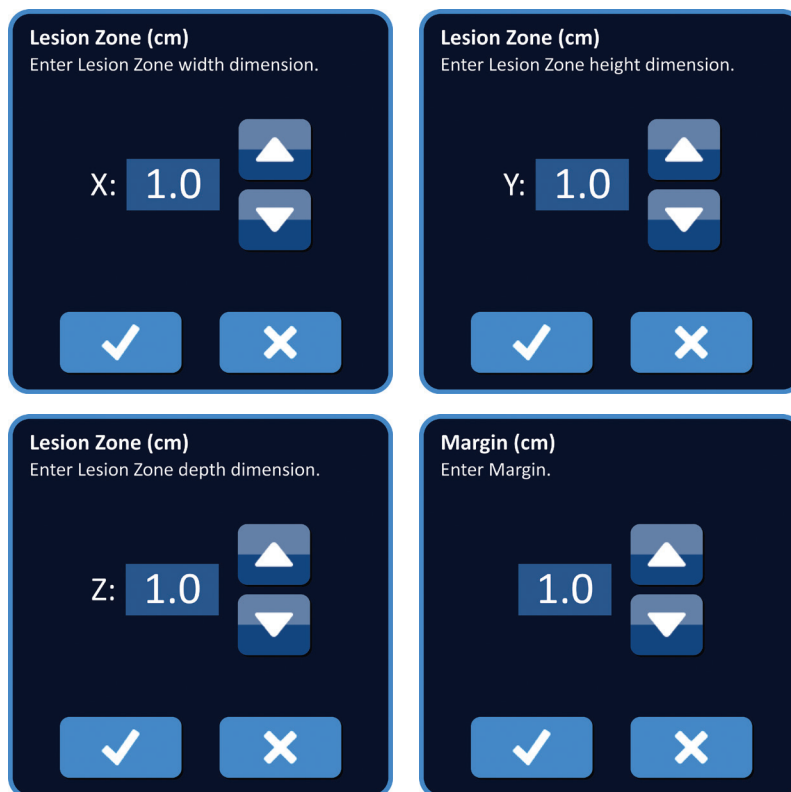 Lesion Zone (cm)
Enter Lesion Zone width dimension.
X: 1.0
Lesion Zone (cm)
Enter Lesion Zone height dimension.
Y: 1.0
Lesion Zone (cm)
Enter Lesion Zone depth dimension.
Z: 1.0
Margin (cm)
Enter Margin.
1.0